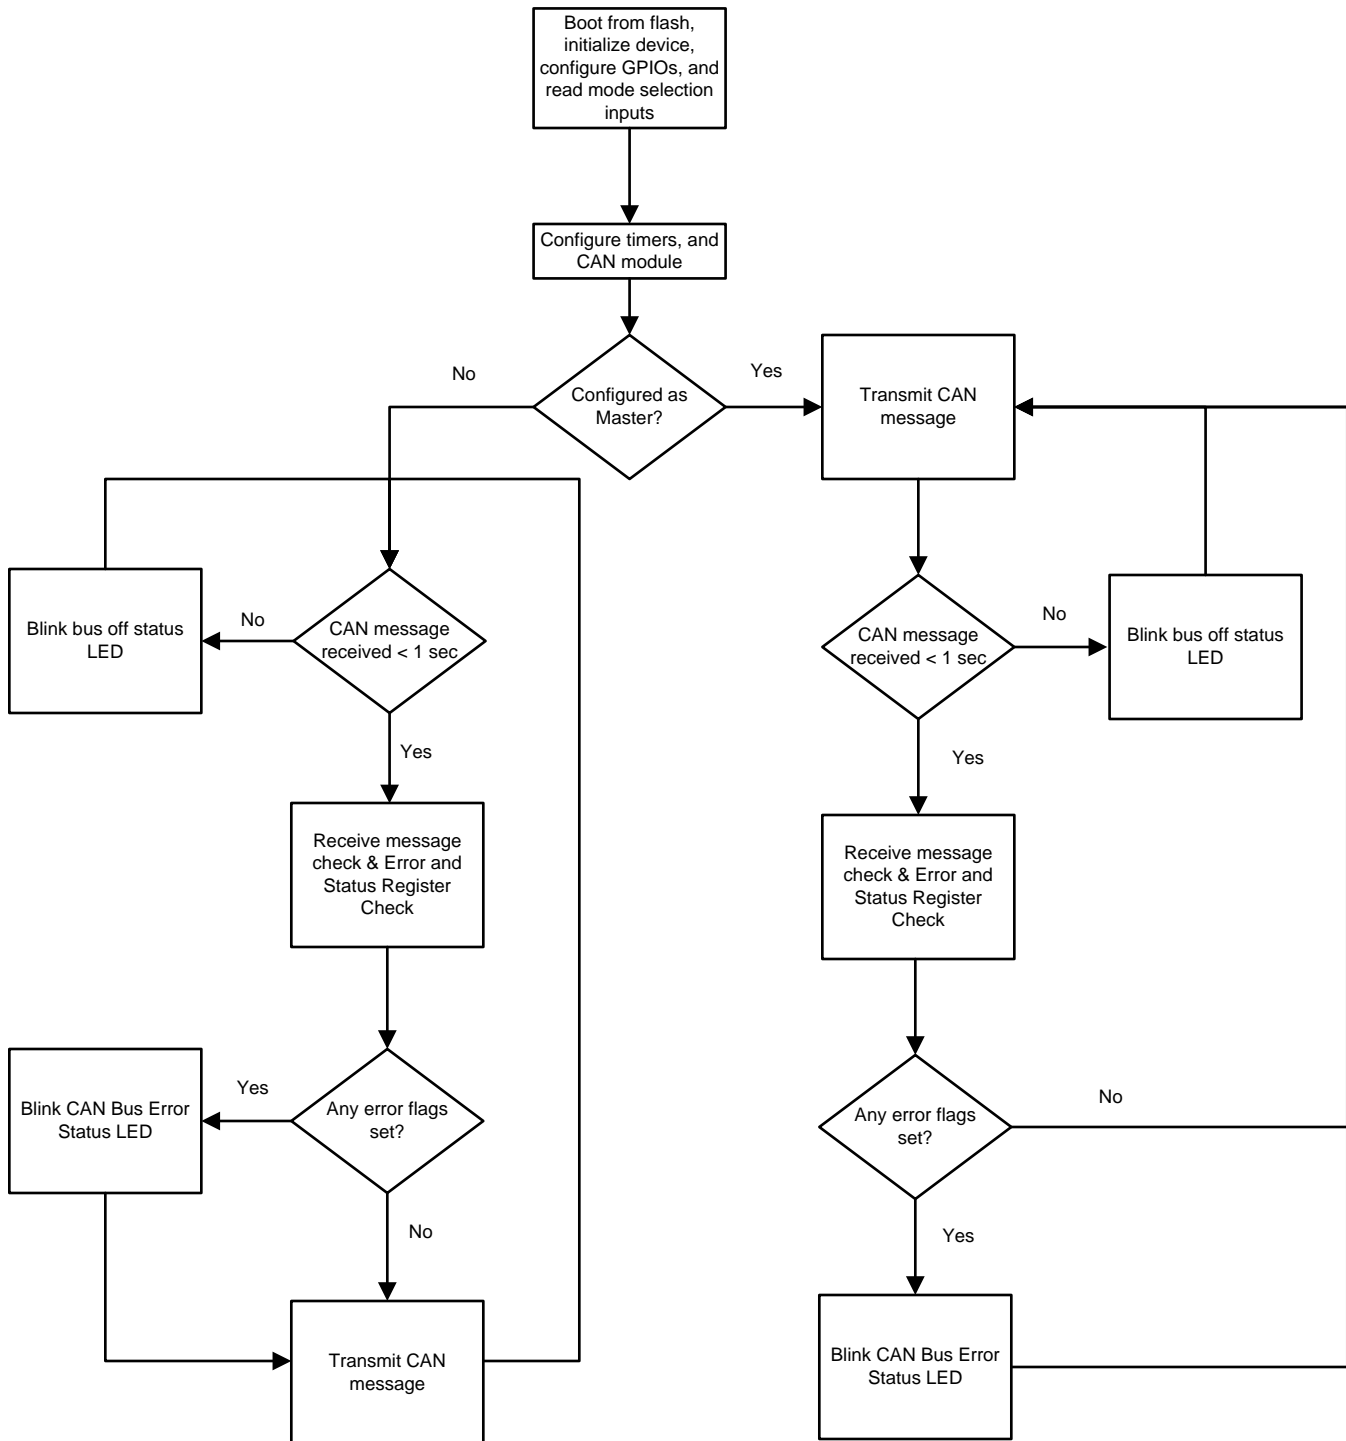 Boot from flash,
initialize device,
configure GPIOs, and
read mode selection
inputs
Configure timers, and
CAN module
No
Configured as
Master?
Yes
Transmit CAN
message
Blink bus off status
LED
No
CAN message
received < 1 sec
Yes
CAN message
received < 1 sec
No
Blink bus off status
LED
Yes
Receive message
check & Error and
Status Register
Check
Receive message
check & Error and
Status Register
Check
Blink CAN Bus Error
Status LED
Yes
Any error flags
set?
No
Any error flags
set?
No
Yes
Transmit CAN
message
Blink CAN Bus Error
Status LED